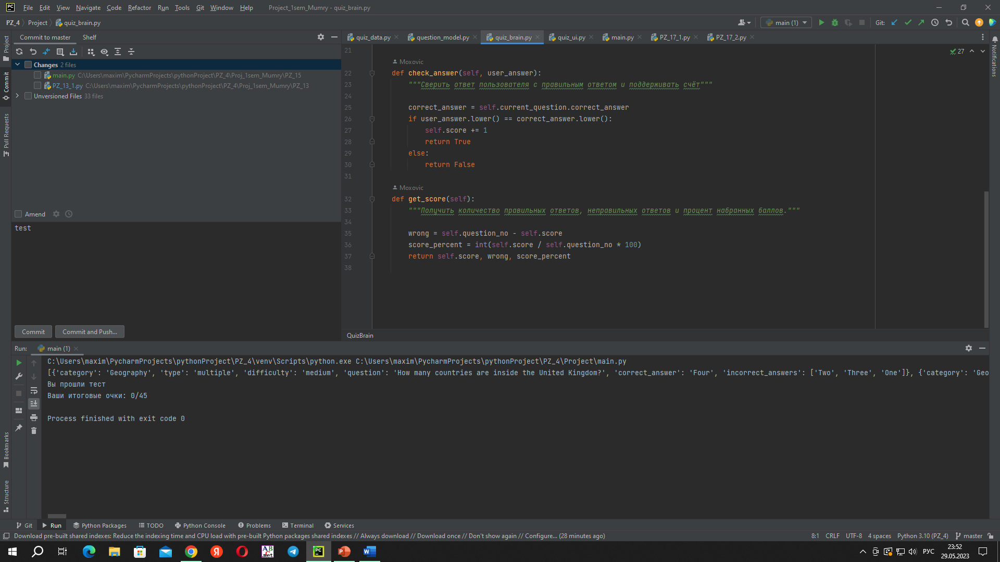 PC File Edit View Navigate Code Refactor Run Tools Git Window Help Project_1sem_Mumry - quiz_brain.py
PZ_4 Project quiz_brain.py main (1) Git:
Commit to master Shelf
quiz_data.py question_model.py quiz_brain.py quiz_ui.py main.py PZ_17_1.py PZ_17_2.py
Project
Commit
Pull Requests
Bookmarks
Structure
Notifications
Changes 2 files
main.py C:\Users\maxim\PycharmProjects\pythonProject\PZ_4\Proj_1sem_Mumry\PZ_15
PZ_13_1.py C:\Users\maxim\PycharmProjects\pythonProject\PZ_4\Proj_1sem_Mumry\PZ_13
Unversioned Files 33 files
Amend
test
Commit Commit and Push...
27
21
Moxovic
22 def check_answer(self, user_answer):
23 """Сверить ответ пользователя с правильным ответом и поддерживать счёт"""
24
25 correct_answer = self.current_question.correct_answer
26 if user_answer.lower() == correct_answer.lower():
27 self.score += 1
28 return True
29 else:
30 return False
31
Moxovic
32 def get_score(self):
33 """Получить количество правильных ответов, неправильных ответов и процент набранных баллов."""
34
35 wrong = self.question_no - self.score
36 score_percent = int(self.score / self.question_no * 100)
37 return self.score, wrong, score_percent
38
QuizBrain
Run: main (1)
C:\Users\maxim\PycharmProjects\pythonProject\PZ_4\venv\Scripts\python.exe C:\Users\maxim\PycharmProjects\pythonProject\PZ_4\Project\main.py
[{'category': 'Geography', 'type': 'multiple', 'difficulty': 'medium', 'question': 'How many countries are inside the United Kingdom?', 'correct_answer': 'Four', 'incorrect_answers': ['Two', 'Three', 'One']}, {'category': 'Geo
Вы прошли тест
Ваши итоговые очки: 0/45
Process finished with exit code 0
Git Run Python Packages TODO Python Console Problems Terminal Services
Download pre-built shared indexes: Reduce the indexing time and CPU load with pre-built Python packages shared indexes // Always download // Download once // Don't show again // Configure... (28 minutes ago) 8:1 CRLF UTF-8 4 spaces Python 3.10 (PZ_4) master
Я ABC.net PC P W РУС 23:52
29.05.2023